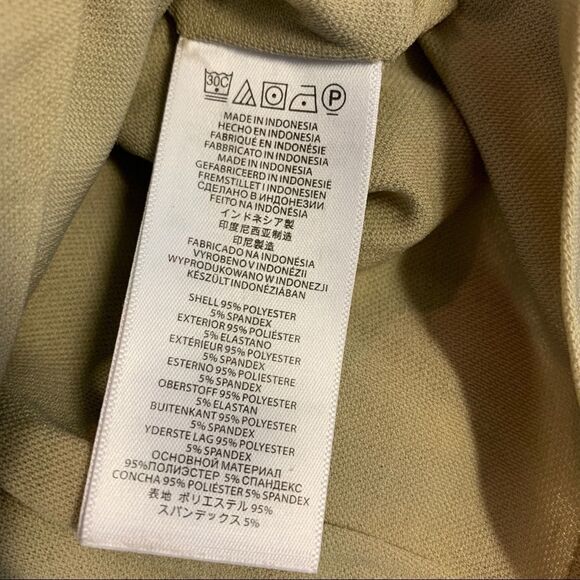 30C P
MADE IN INDONESIA
HECHO EN INDONESIA
FABRIQUÉ EN INDONÉSIE
FABBRICATO IN INDONESIA
MADE IN INDONESIA
GEFABRICEERD IN INDONESIË
FREMSTILLET I INDONESIEN
СДЕЛАНО В ИНДОНЕЗИИ
FEITO NA INDONÉSIA
インドネシア製
印度尼西亚制造
印尼製造
FABRICADO NA INDONÉSIA
VYROBENO V INDONÉZII
WYPRODUKOWANO W INDONEZJI
KÉSZÜLT INDONÉZIÁBAN
SHELL 95% POLYESTER
5% SPANDEX
EXTERIOR 95% POLIÉSTER
5% ELASTANO
EXTÉRIEUR 95% POLYESTER
5% SPANDEX
ESTERNO 95% POLIESTERE
5% SPANDEX
OBERSTOFF 95% POLYESTER
5% ELASTAN
BUITENKANT 95% POLYESTER
5% SPANDEX
YDERSTE LAG 95% POLYESTER
5% SPANDEX
ОСНОВНОЙ МАТЕРИАЛ
95%ПОЛИЭСТЕР 5% СПАНДЕКС
CONCHA 95% POLIÉSTER 5% SPANDEX
表地 ポリエステル 95%
スパンデックス 5%